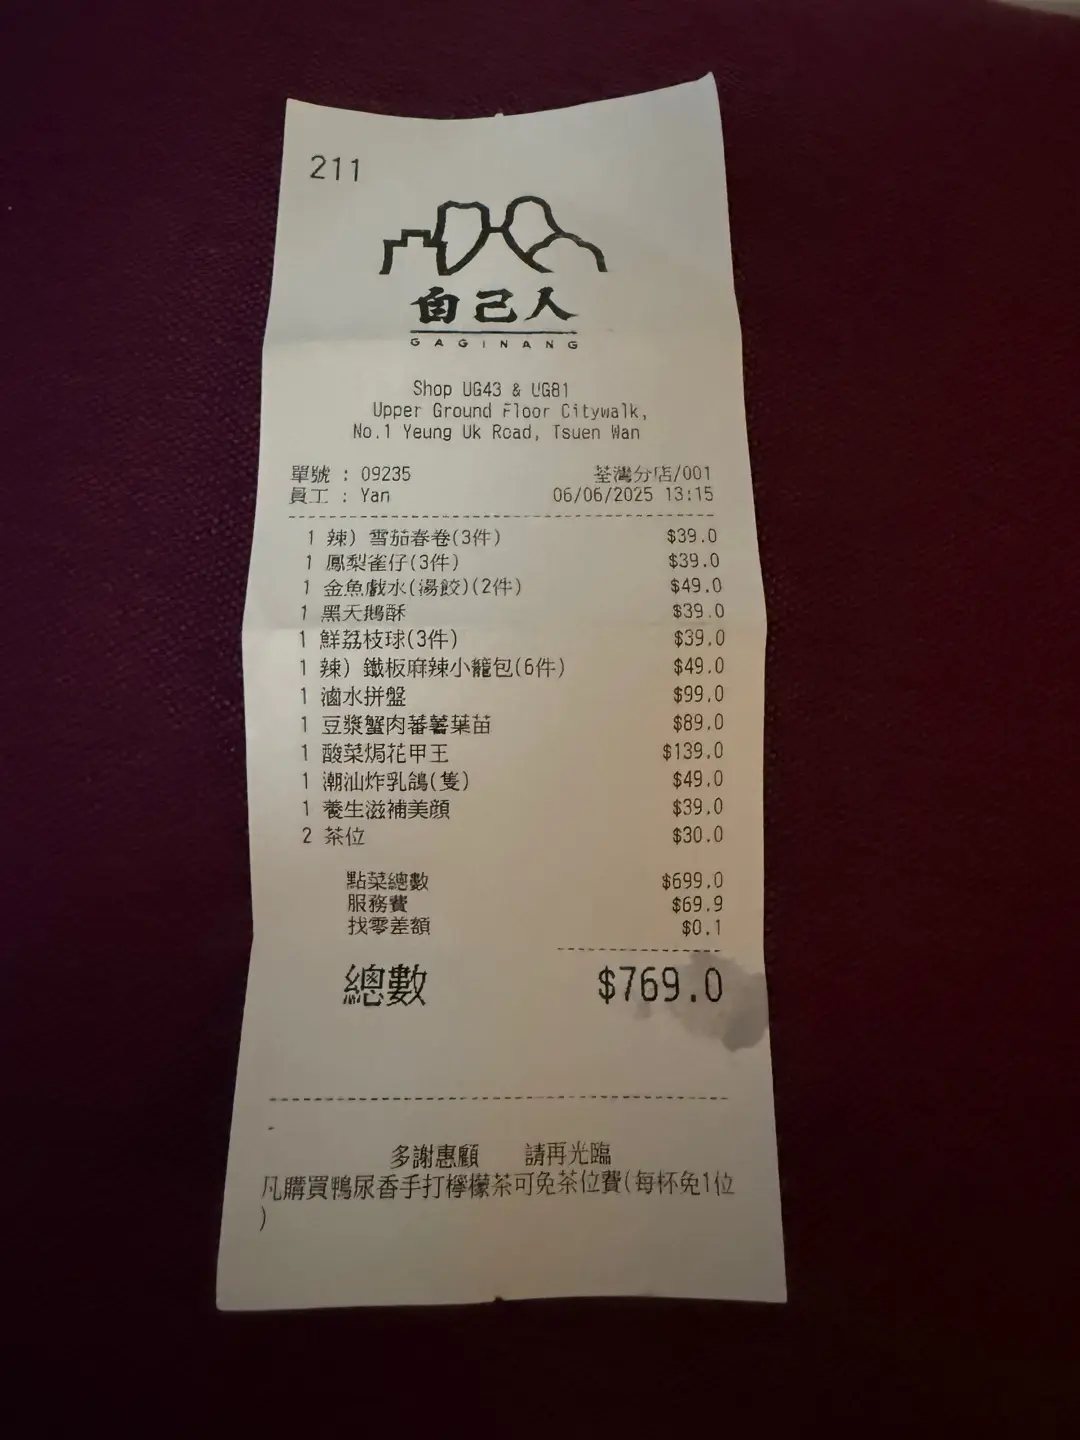 211
自己人
GAGINANG
Shop UG43 & UG81
Upper Ground Floor Citywalk,
No.1 Yeung Uk Road, Tsuen Wan
單號 : 09235 荃灣分店/001
員工 : Yan 06/06/2025 13:15
1 辣) 雪茄春卷(3件) $39.0
1 鳳梨雀仔(3件) $39.0
1 金魚戲水(湯餃)(2件) $49.0
1 黑天鵝酥 $39.0
1 鮮荔枝球(3件) $39.0
1 辣) 鐵板麻辣小籠包(6件) $49.0
1 滷水拼盤 $99.0
1 豆漿蟹肉蕃薯葉苗 $89.0
1 酸菜焗花甲王 $139.0
1 潮汕炸乳鴿(隻) $49.0
1 養生滋補美顔 $39.0
2 茶位 $30.0
點菜總數 $699.0
服務費 $69.9
找零差額 $0.1
總數 $769.0
多謝惠顧 請再光臨
凡購買鴨尿香手打檸檬茶可免茶位費(每杯免1位
)